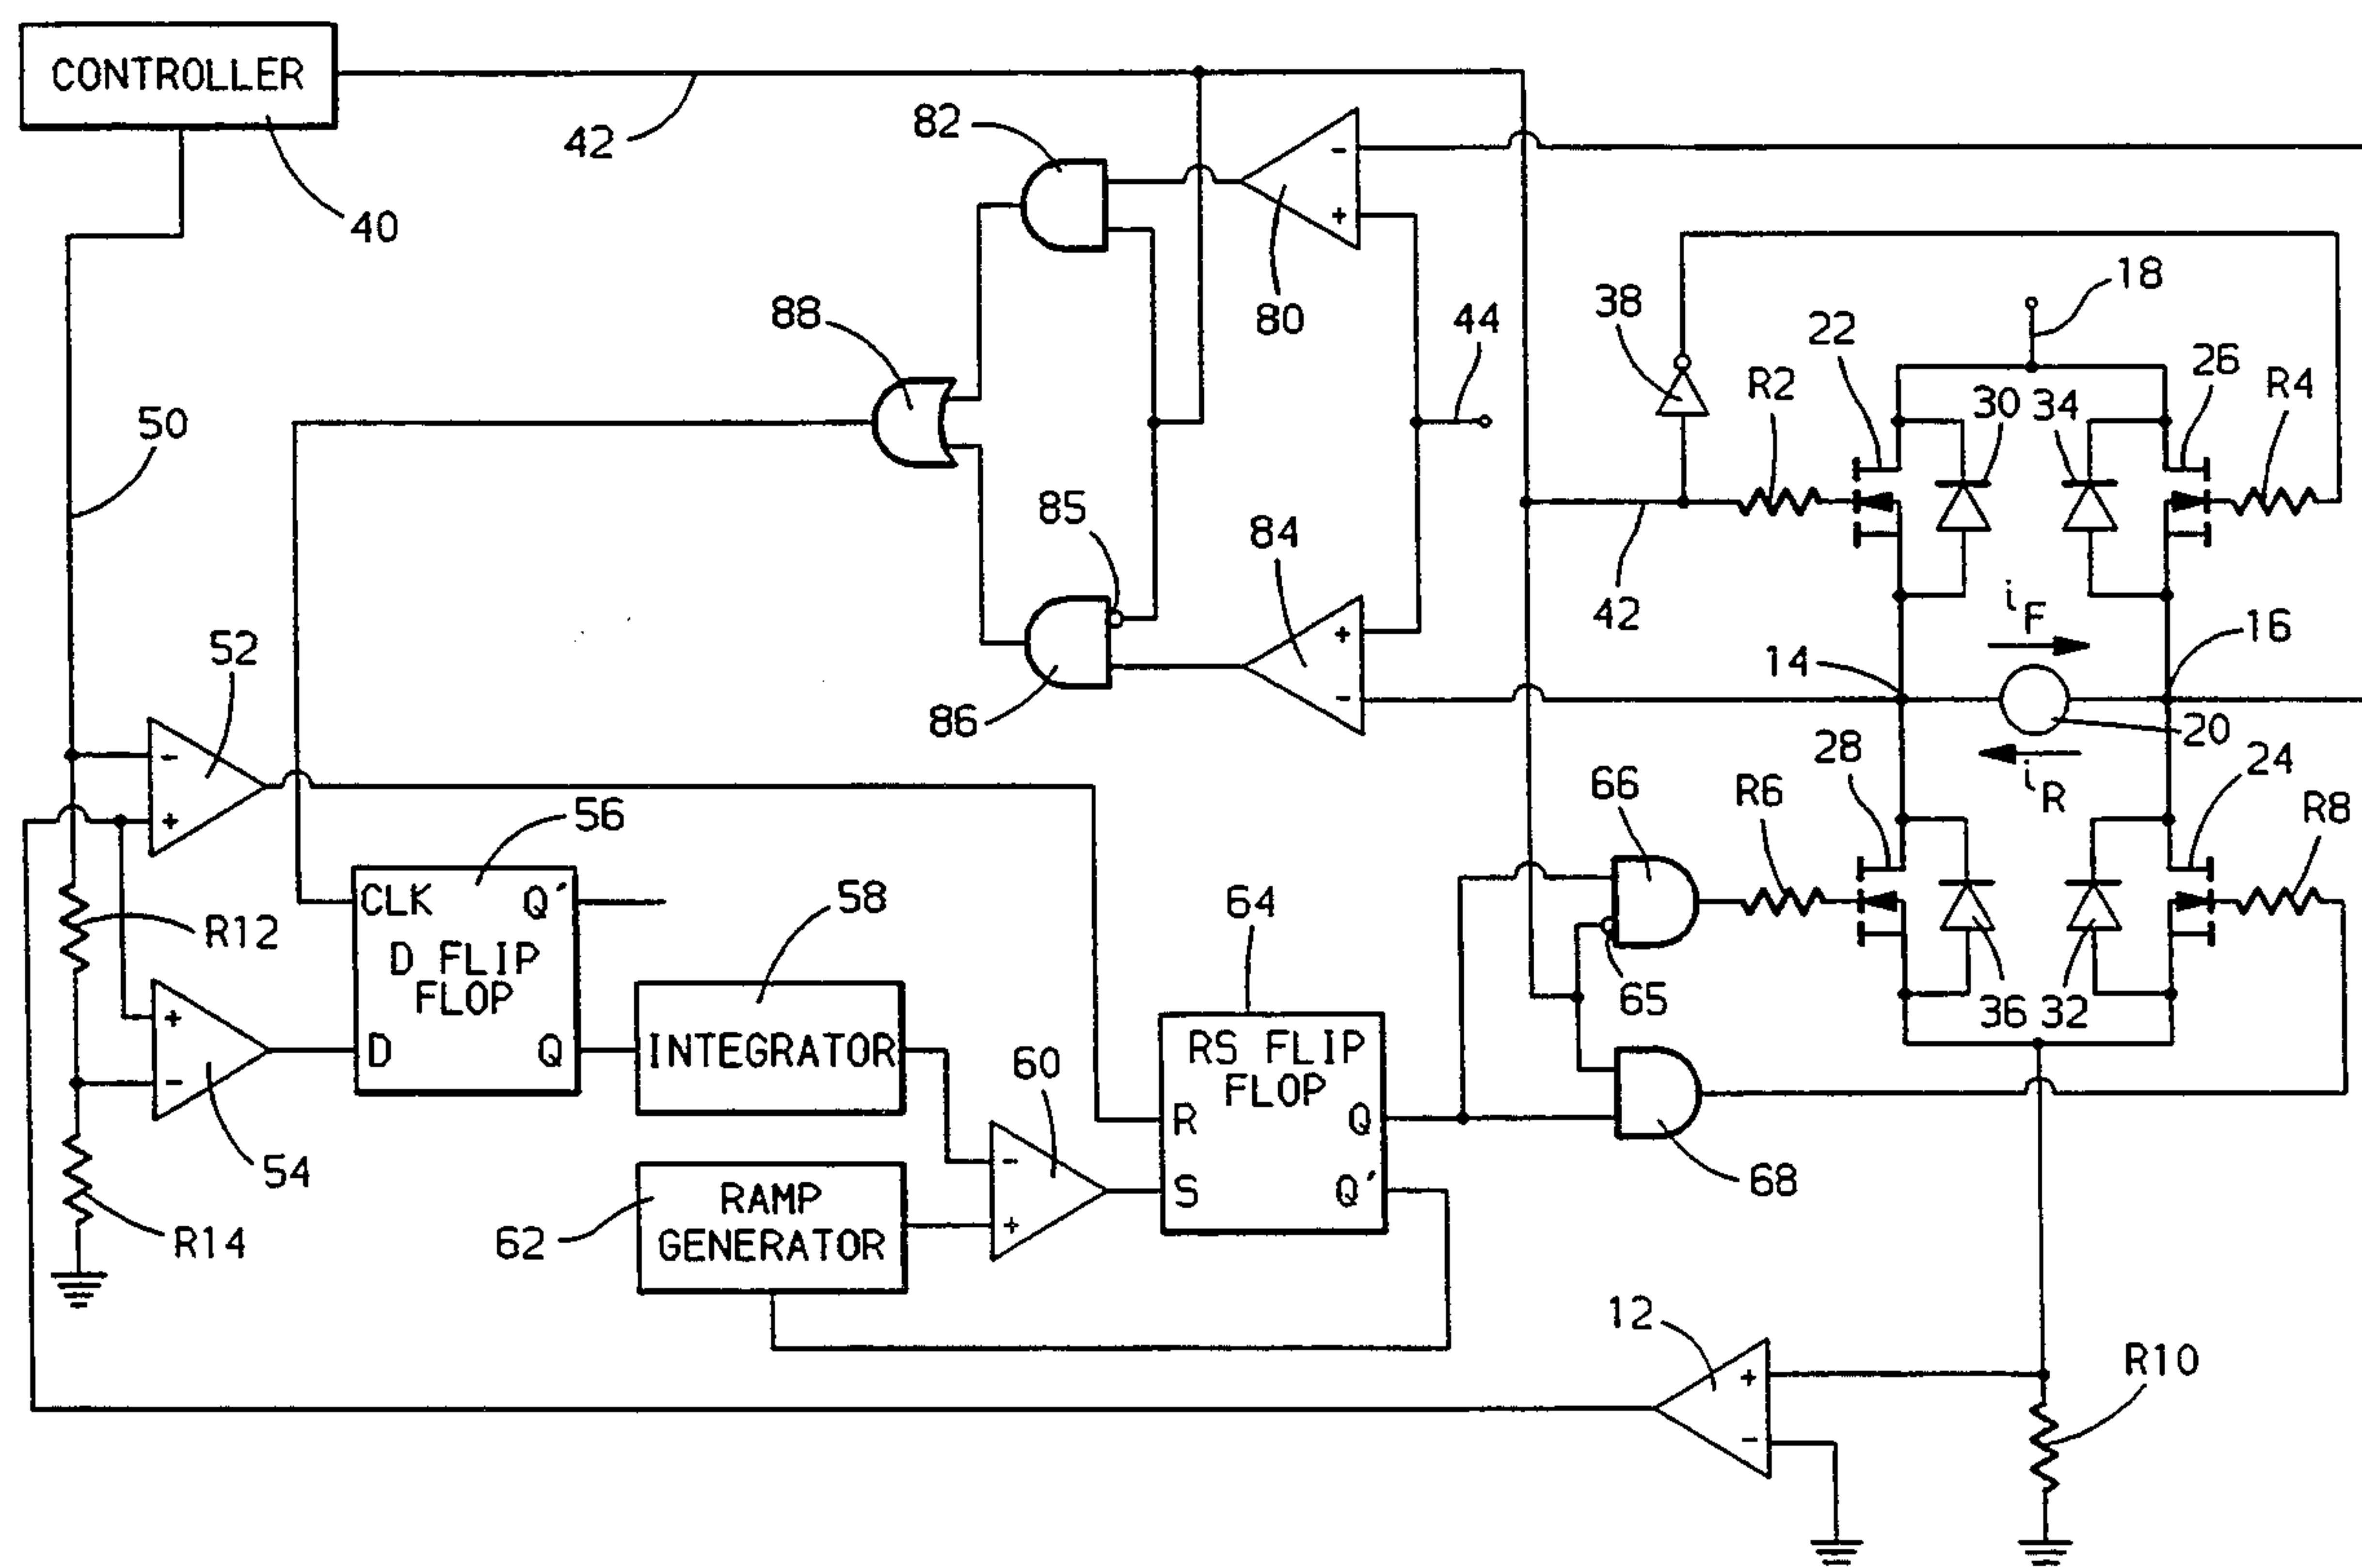 CONTROLLER
42
82
-
40
+
18
88
80
38
44
22
26
R2
R4
30
34
50
85
84
42
iF
16
+
14
52
86
-
20
28
iR
24
-
66
R6
R8
+
56
CLK
Q'
58
64
R12
D FLIP
FLOP
+
65
36
32
D
Q
INTEGRATOR
60
RS FLIP
FLOP
-
R
Q
54
-
68
RAMP
GENERATOR
S
Q'
R14
62
+
12
+
R10
-